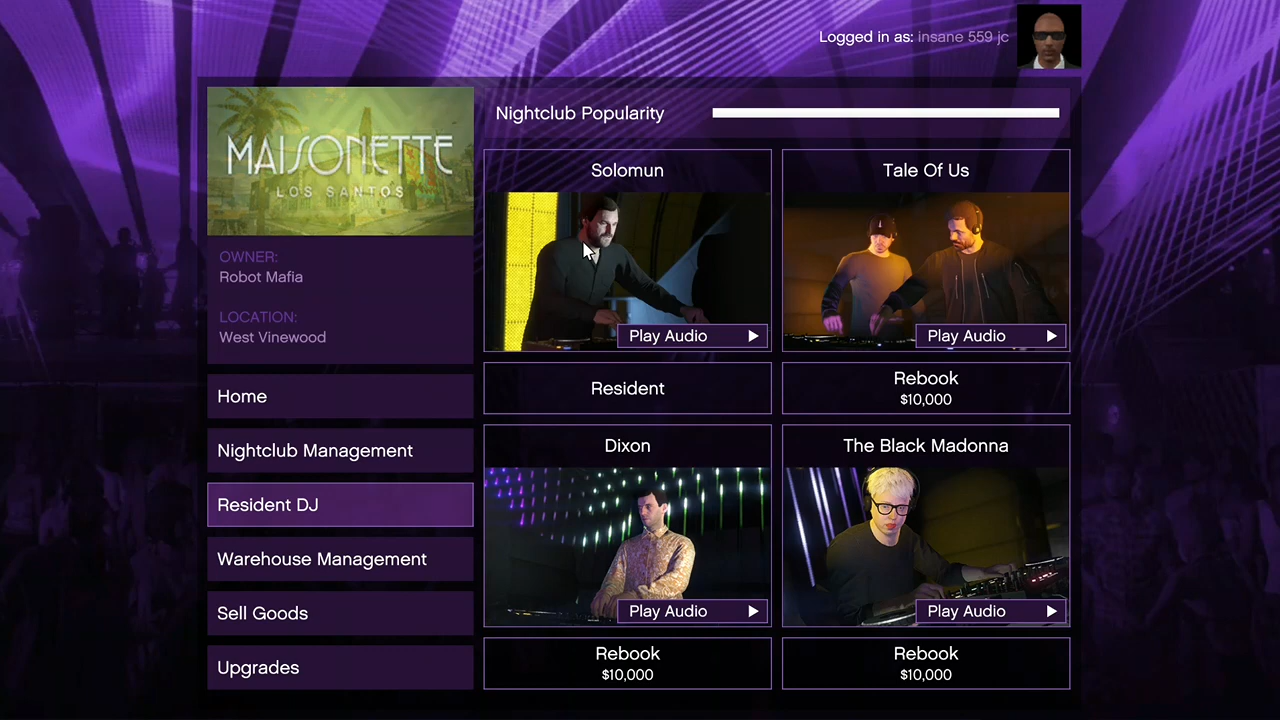 Logged in as: insane 559 jc
MAISONETTE
LOS SANTOS
OWNER:
Robot Mafia
LOCATION:
West Vinewood
Home
Nightclub Management
Resident DJ
Warehouse Management
Sell Goods
Upgrades
Nightclub Popularity
Solomun
Play Audio
Resident
Tale Of Us
Play Audio
Rebook
$10,000
Dixon
Play Audio
Rebook
$10,000
The Black Madonna
Play Audio
Rebook
$10,000